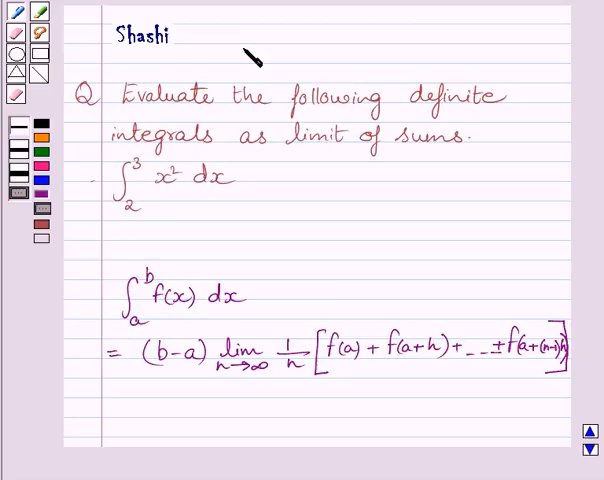 Shashi
Q Evaluate the following definite
integrals as limit of sums.
∫₂³ x² dx
∫ₐᵇ f(x) dx
= (b-a) lim n→∞ 1/n [f(a) + f(a+h) + ... + f(a+(n-1)h)]